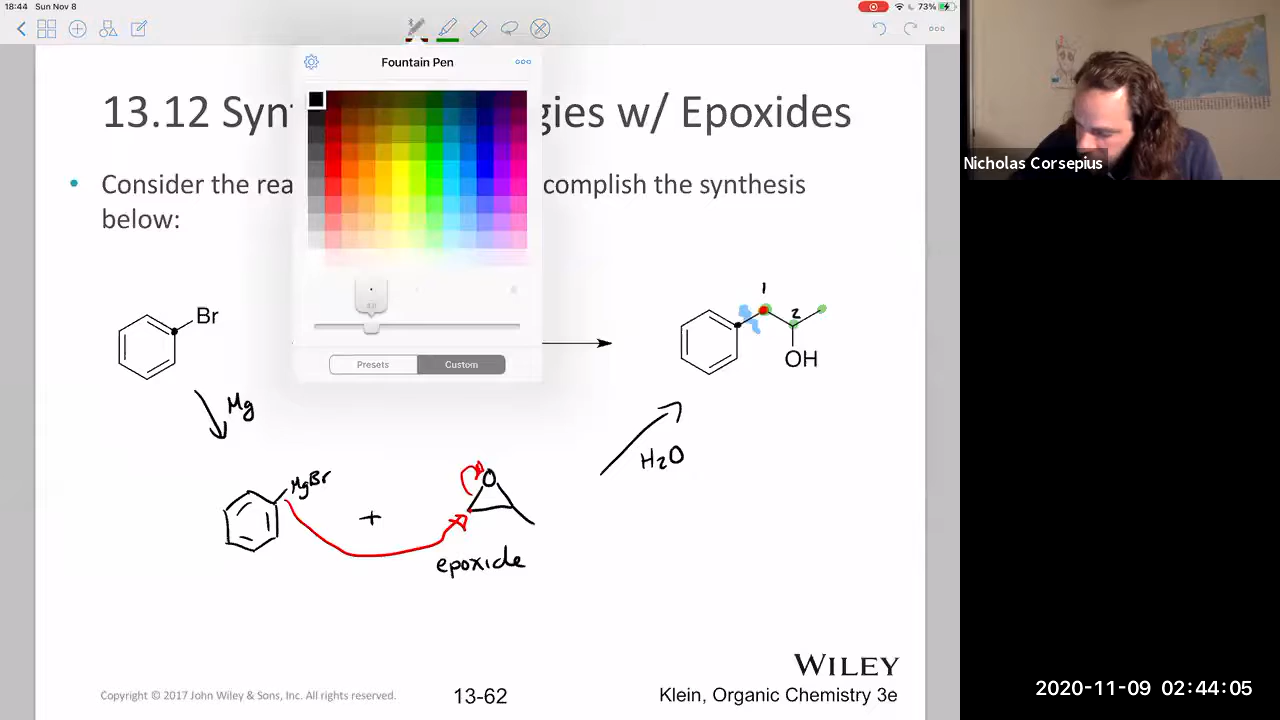 18:44 Sun Nov 8
73%
Fountain Pen
13.12 Syn gies w/ Epoxides
Nicholas Corsepius
• Consider the rea complish the synthesis
below:
Presets Custom
Br
1
2
OH
Mg
H2O
MgBr
+
O
epoxide
WILEY
Copyright © 2017 John Wiley & Sons, Inc. All rights reserved.
13-62
Klein, Organic Chemistry 3e
2020-11-09 02:44:05